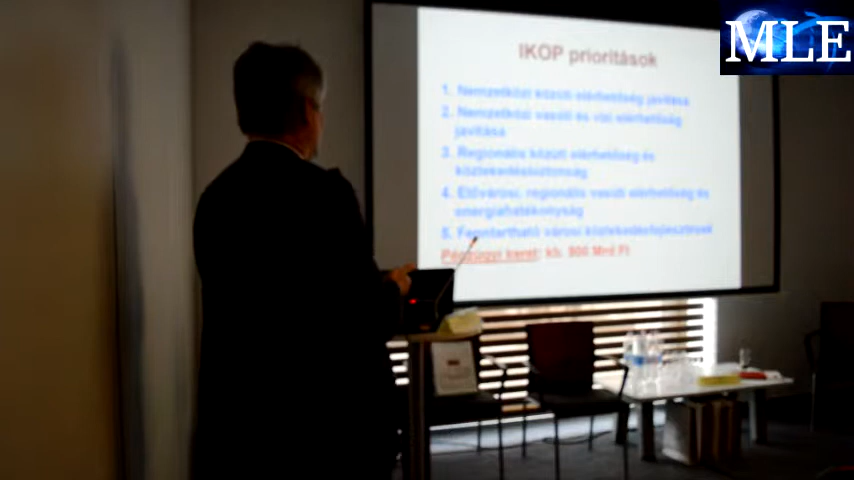 MLE
IKOP prioritások
1. Nemzetközi közúti elérhetőség javítása
2. Nemzetközi vasúti és vízi elérhetőség
javítása
3. Regionális közúti elérhetőség és
közlekedésbiztonság
4. Elővárosi, regionális vasúti elérhetőség és
energiahatékonyság
5. Fenntartható városi közlekedésfejlesztések
Pénzügyi keret: kb. 900 Mrd Ft